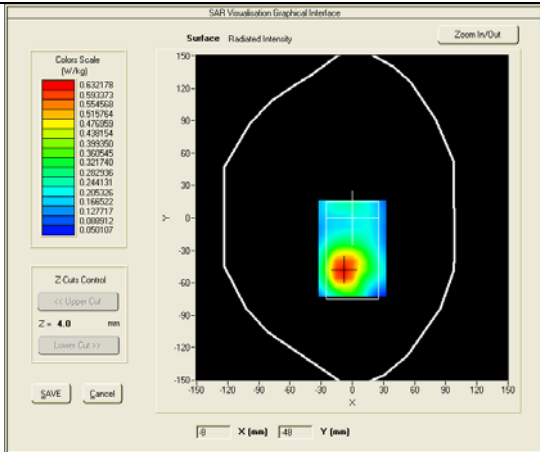 SAR Visualisation Graphical Interface
Surface Radiated Intensity
Zoom In/Out
Colors Scale
(W/kg)
0.632178
0.593373
0.554568
0.515764
0.476959
0.438154
0.399350
0.360545
0.321740
0.282936
0.244131
0.205326
0.166522
0.127717
0.088912
0.050107
150-
120-
90-
60-
30-
Y
0-
-30-
-60-
-90-
-120-
-150-
-150 -120 -90 -60 -30 0 30 60 90 120 150
X
Z Cuts Control
<< Upper Cut
Z = 4.0 mm
Lower Cut >>
SAVE Cancel
-8 X (mm) -48 Y (mm)